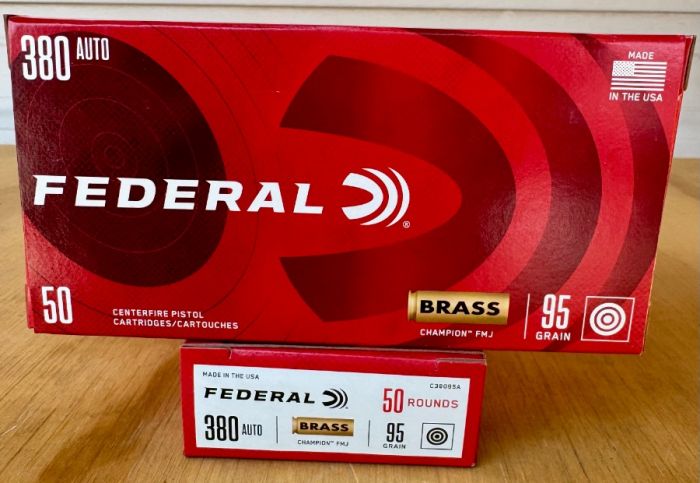 380 AUTO
MADE
IN THE USA
FEDERAL
®
50
CENTERFIRE PISTOL
CARTRIDGES/CARTOUCHES
BRASS
CHAMPION™ FMJ
95
GRAIN
MADE IN THE USA
C38095A
FEDERAL
50 ROUNDS
380 AUTO
BRASS
CHAMPION™ FMJ
95
GRAIN